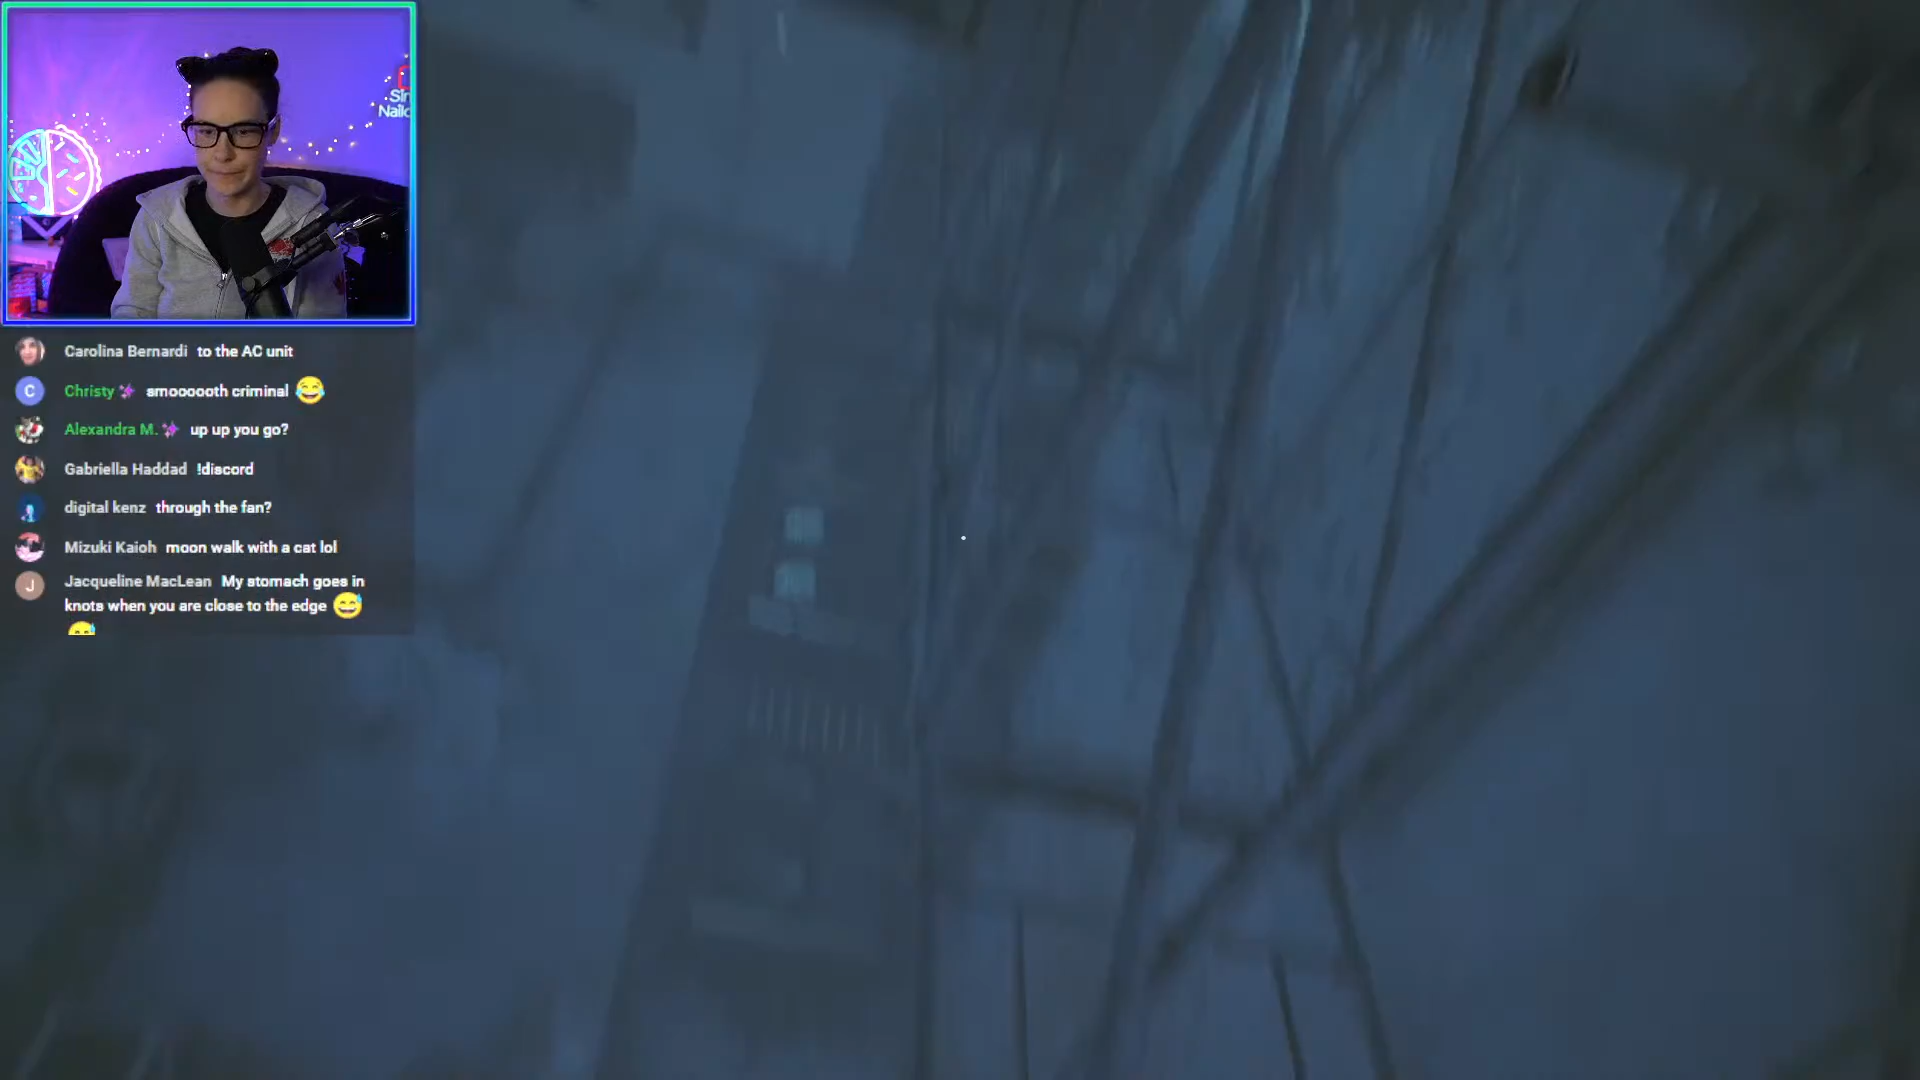 Carolina Bernardi to the AC unit
Christy smoooooth criminal 😂
Alexandra M. up up you go?
Gabriella Haddad !discord
digital kenz through the fan?
Mizuki Kaioh moon walk with a cat lol
J Jacqueline MacLean My stomach goes in
knots when you are close to the edge 😅
😅
C